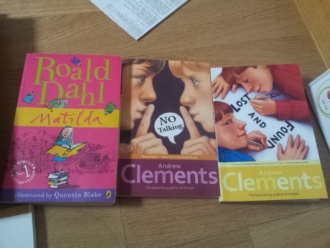 Roald
Dahl
Matilda
Illustrated by Quentin Blake
NO
Talking
Andrew
Clements
LOST
AND
FOUND
Andrew
Clements